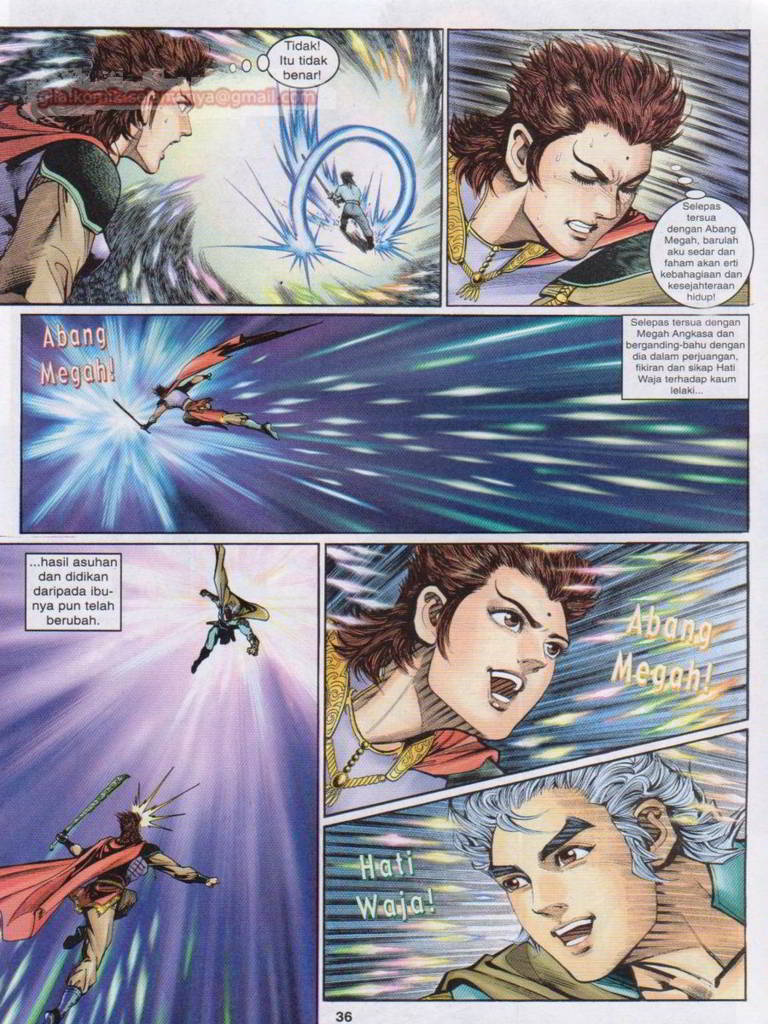 Tidak!
Itu tidak
benar!
Selepas
tersua
dengan Abang
Megah, barulah
aku sedar dan
faham akan erti
kebahagiaan dan
kesejahteraan
hidup!
Abang
Megah!
Selepas tersua dengan
Megah Angkasa dan
berganding-bahu dengan
dia dalam perjuangan,
fikiran dan sikap Hati
Waja terhadap kaum
lelaki...
...hasil asuhan
dan didikan
daripada ibu-
nya pun telah
berubah.
Abang
Megah!
Hati
Waja!
36